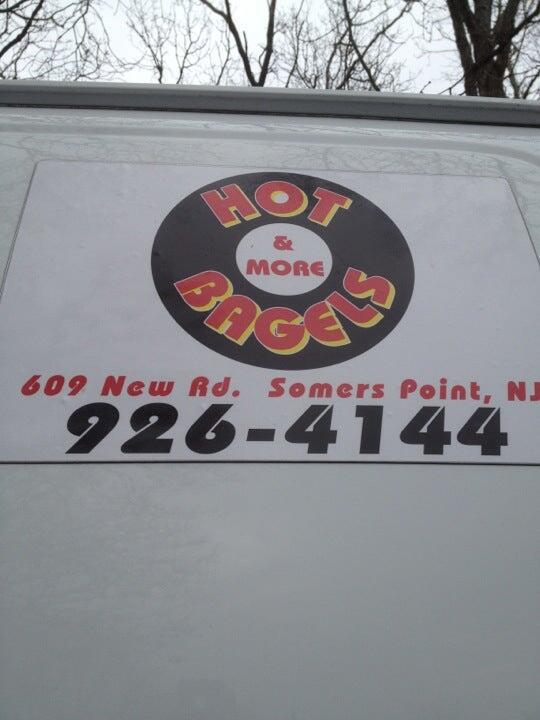 HOT
& 
MORE
BAGELS
609 New Rd. Somers Point, NJ
926-4144